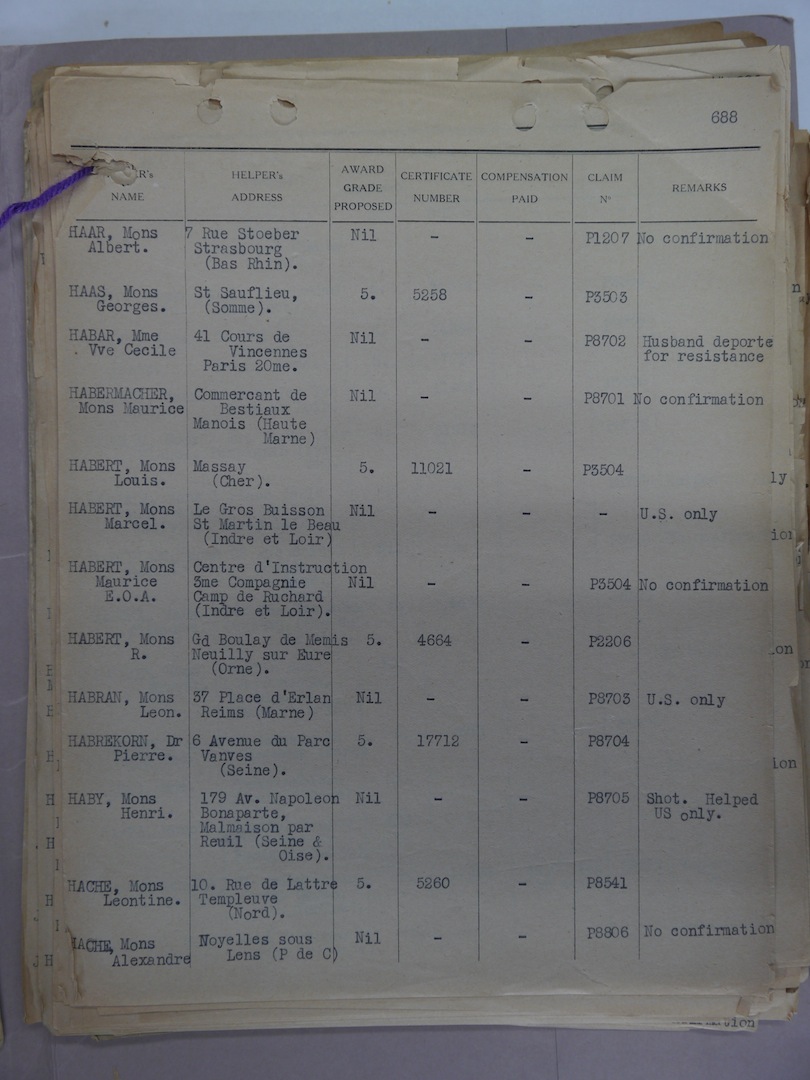 688
HELPER's AWARD CERTIFICATE COMPENSATION CLAIM REMARKS
NAME ADDRESS GRADE PROPOSED NUMBER PAID Nº
HAAR, Mons 7 Rue Stoeber Nil - - P1207 No confirmation
Albert. Strasbourg
(Bas Rhin).
HAAS, Mons St Sauflieu, 5. 5258 - P3503
Georges. (Somme).
HABAR, Mme 41 Cours de Nil - - P8702 Husband deporte
. Vve Cecile Vincennes for resistance
Paris 20me.
HABERMACHER, Commercant de Nil - - P8701 No confirmation
Mons Maurice Bestiaux
Manois (Haute
Marne)
HABERT, Mons Massay 5. 11021 - P3504
Louis. (Cher).
HABERT, Mons Le Gros Buisson Nil - - - U.S. only
Marcel. St Martin le Beau
(Indre et Loir)
HABERT, Mons Centre d'Instruction
Maurice 3me Compagnie Nil - - P3504 No confirmation
E.O.A. Camp de Ruchard
(Indre et Loir).
HABERT, Mons Gd Boulay de Memis 5. 4664 - P2206
R. Neuilly sur Eure
(Orne).
HABRAN, Mons 37 Place d'Erlan Nil - - P8703 U.S. only
Leon. Reims (Marne)
HABREKORN, Dr 6 Avenue du Parc 5. 17712 - P8704
Pierre. Vanves
(Seine).
HABY, Mons 179 Av. Napoleon Nil - - P8705 Shot. Helped
Henri. Bonaparte, US only.
Malmaison par
Reuil (Seine &
Oise).
HACHE, Mons 10. Rue de Lattre 5. 5260 - P8541
Leontine. Templeuve
(Nord).
HACHE, Mons Noyelles sous Nil - - P8806 No confirmation
Alexandre Lens (P de C)